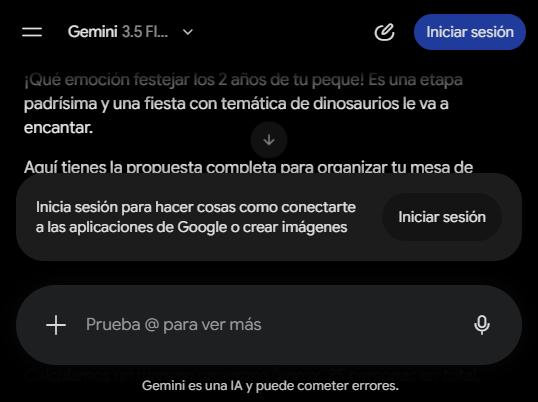 Gemini 3.5 Fl...
Iniciar sesión
¡Qué emoción festejar los 2 años de tu peque! Es una etapa
padrísima y una fiesta con temática de dinosaurios le va a
encantar.
Aquí tienes la propuesta completa para organizar tu mesa de
Inicia sesión para hacer cosas como conectarte
a las aplicaciones de Google o crear imágenes
Iniciar sesión
Prueba @ para ver más
Gemini es una IA y puede cometer errores.